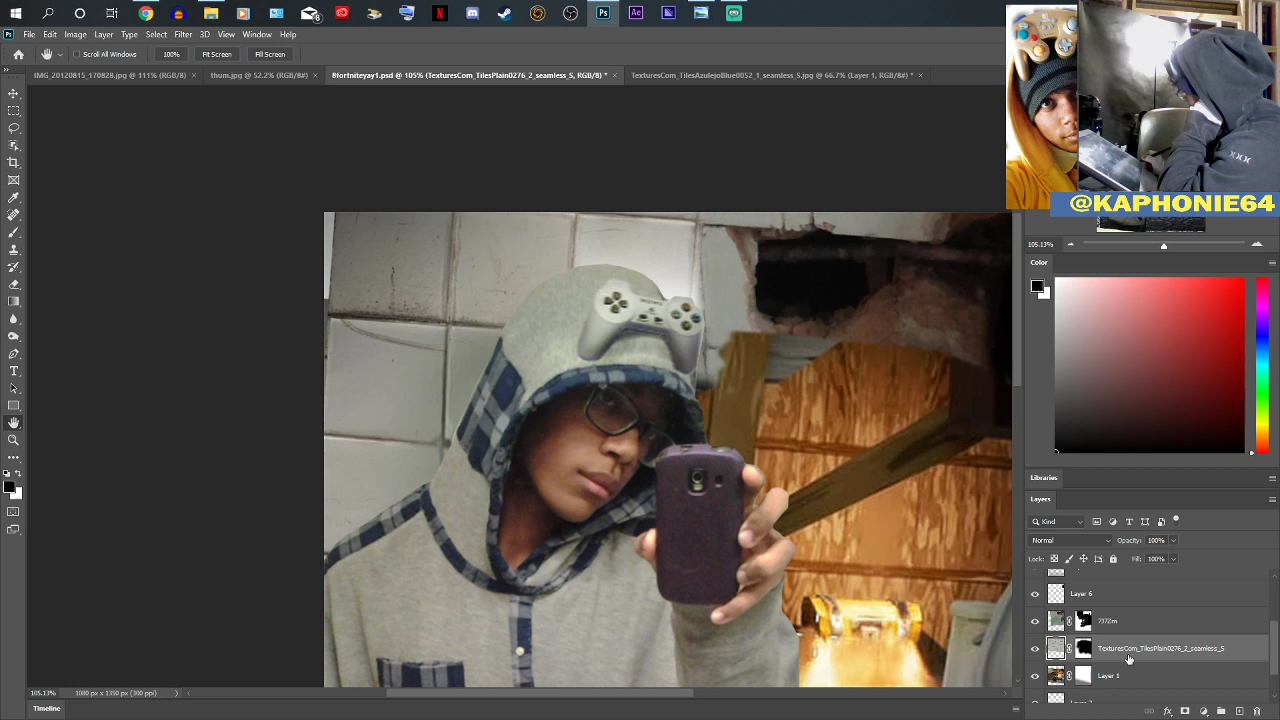 8
File Edit Image Layer Type Select Filter 3D View Window Help
Scroll All Windows 100% Fit Screen Fill Screen
IMG_20120815_170828.jpg @ 111% (RGB/8) × thum.jpg @ 52.2% (RGB/8#) × 8fortniteyay1.psd @ 105% (TexturesCom_TilesPlain0276_2_seamless_S, RGB/8) * × TexturesCom_TilesAzulejoBlue0052_1_seamless_S.jpg @ 66.7% (Layer 1, RGB/8#) * ×
XXX
@KAPHONIE64
105.13%
Color
Libraries
Layers
Kind
Normal Opacity: 100%
Lock: Fill: 100%
Layer 6
737Zm
TexturesCom_TilesPlain0276_2_seamless_S
Layer 1
105.13% 1080 px x 1350 px (300 ppi)
Timeline